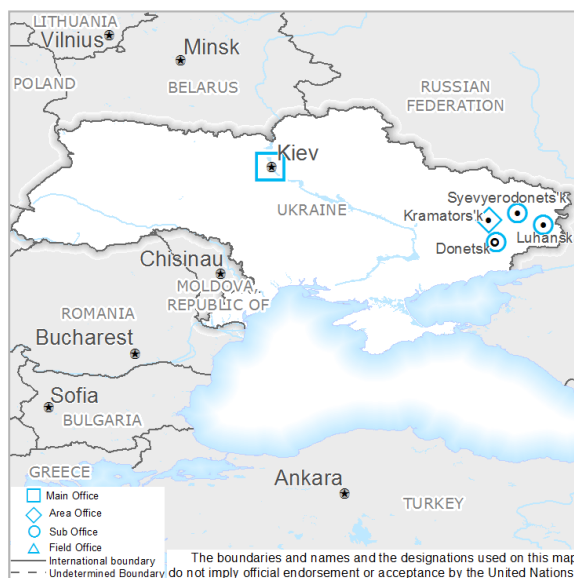 LITHUANIA
Vilnius
Minsk
POLAND
BELARUS
RUSSIAN
FEDERATION
Kiev
UKRAINE
Syevyerodonets'k
Kramators'k
Luhansk
Donetsk
Chisinau
MOLDOVA,
REPUBLIC OF
ROMANIA
Bucharest
Sofia
BULGARIA
GREECE
Ankara
TURKEY
Main Office
Area Office
Sub Office
Field Office
International boundary
Undetermined Boundary
The boundaries and names and the designations used on this map
do not imply official endorsement or acceptance by the United Nations